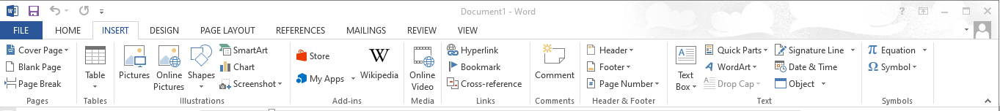 Document1 - Word
FILE HOME INSERT DESIGN PAGE LAYOUT REFERENCES MAILINGS REVIEW VIEW
Cover Page
Blank Page
Page Break
Pages
Table
Tables
Pictures
Online
Pictures
Shapes
SmartArt
Chart
Screenshot
Illustrations
Store
My Apps
W
Wikipedia
Add-ins
Online
Video
Media
Hyperlink
Bookmark
Cross-reference
Links
Comment
Comments
Header
Footer
Page Number
Header & Footer
Text
Box
Quick Parts
WordArt
Drop Cap
Signature Line
Date & Time
Object
Text
Equation
Symbol
Symbols